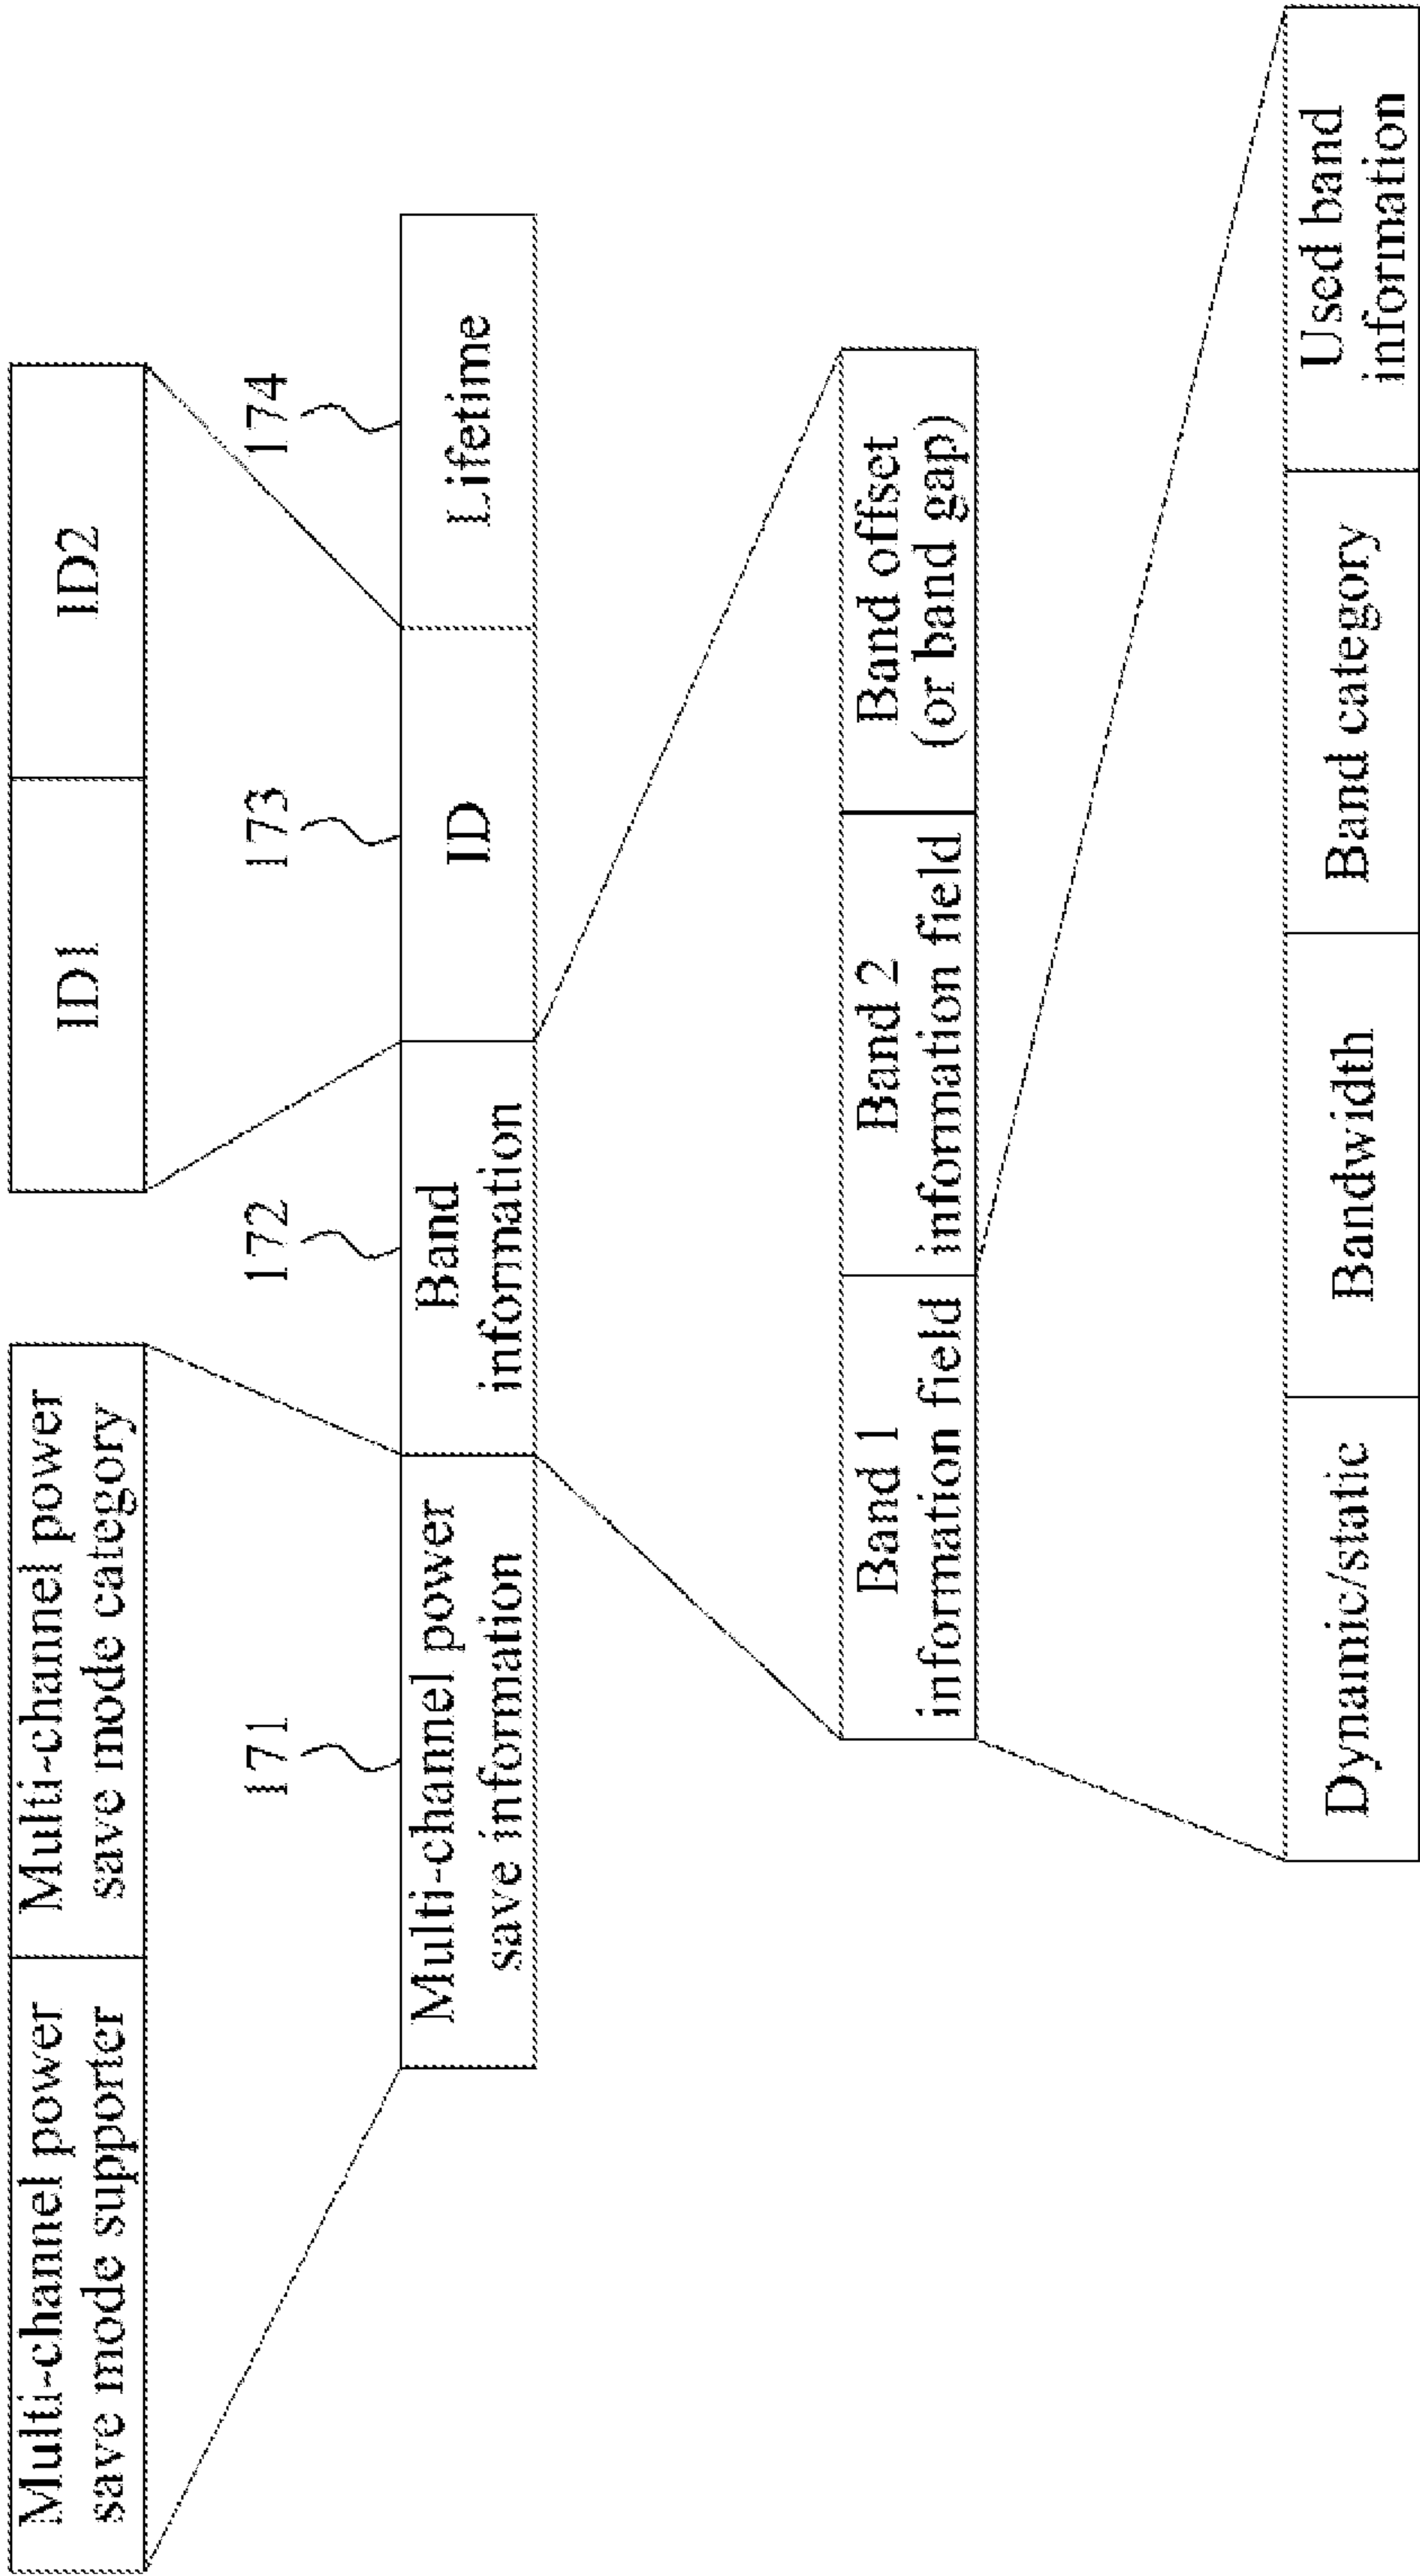 Multi-channel power
save mode supporter
Multi-channel power
save mode category
ID1
ID2
171
172
173
174
Multi-channel power
save information
Band
information
ID
Lifetime
Band 1
information field
Band 2
information field
Band offset
(or band gap)
Dynamic/static
Bandwidth
Band category
Used band
information